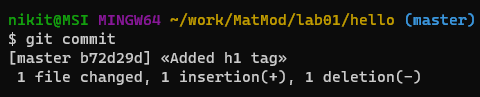 nikit@MSI MINGW64 ~/work/MatMod/lab01/hello (master)
$ git commit
[master b72d29d] «Added h1 tag»
 1 file changed, 1 insertion(+), 1 deletion(-)